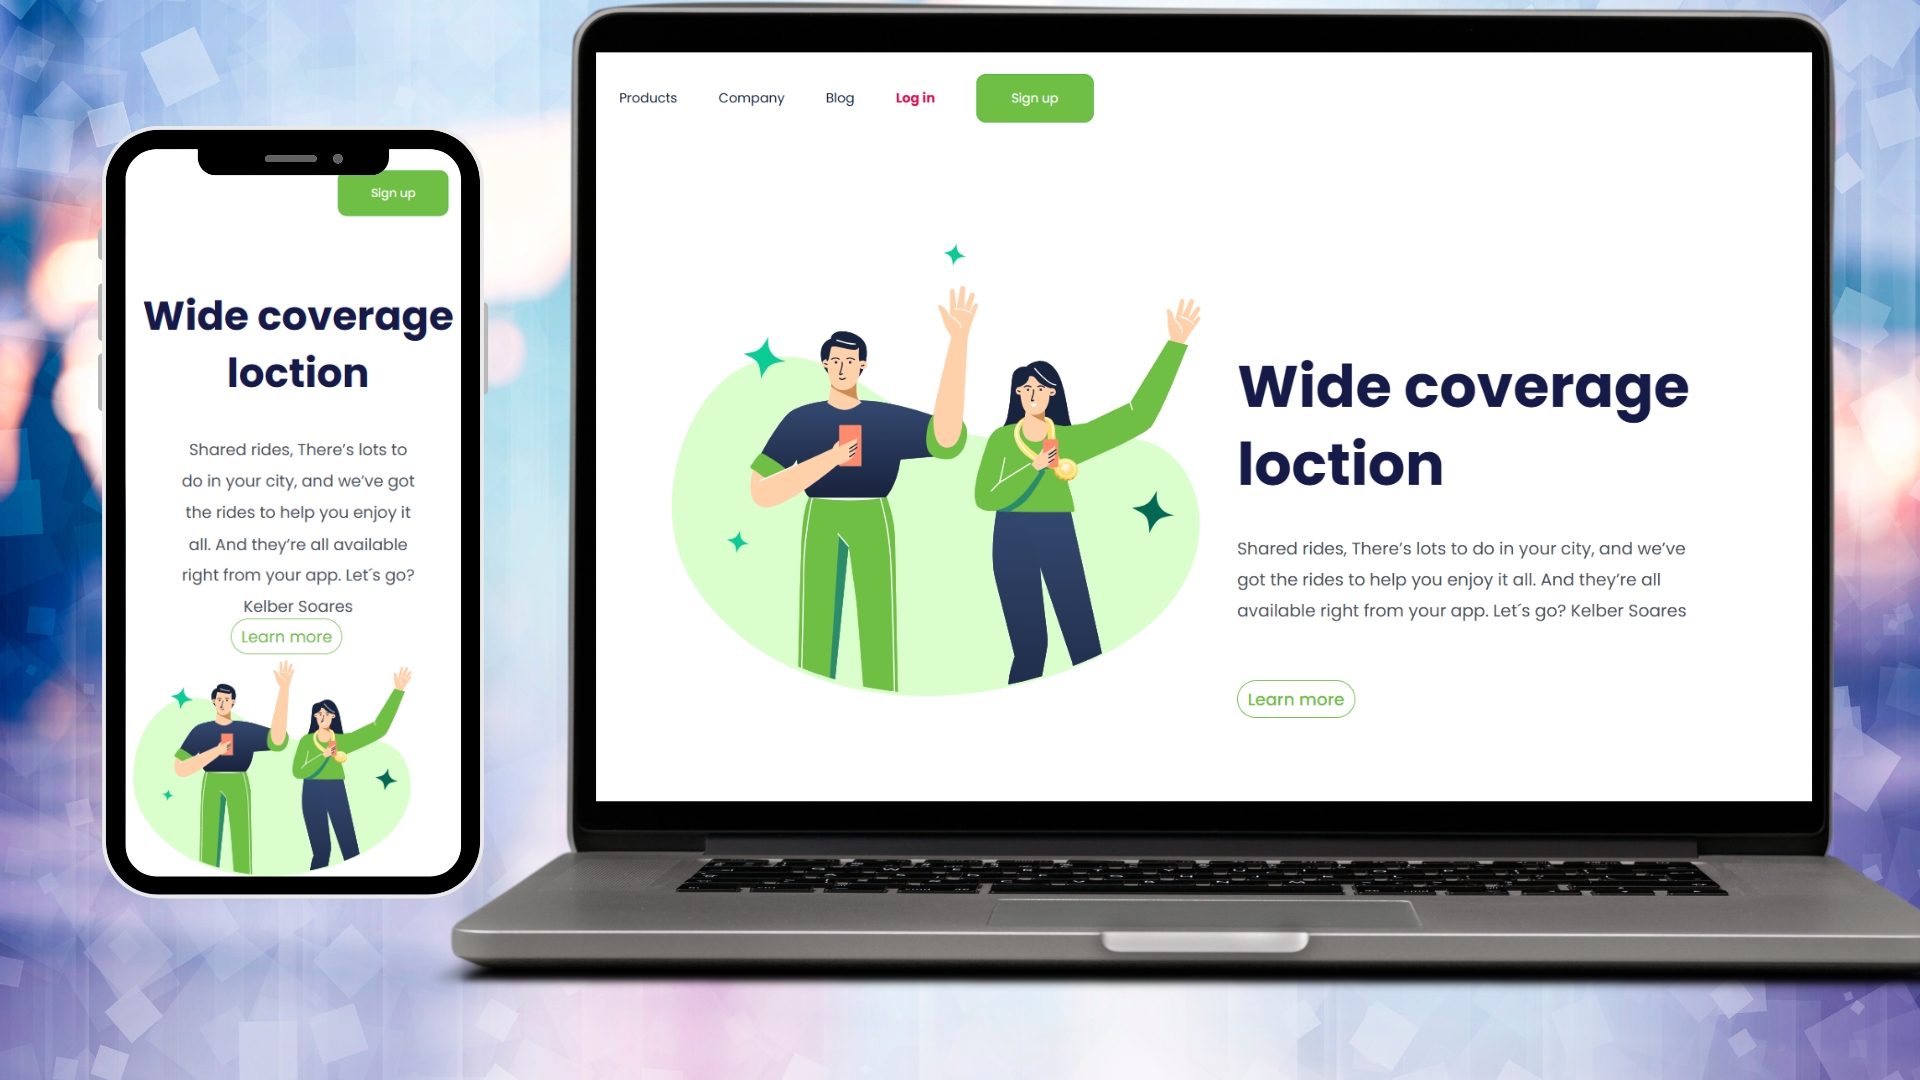 Sign up
Wide coverage
loction
Shared rides, There’s lots to
do in your city, and we’ve got
the rides to help you enjoy it
all. And they’re all available
right from your app. Let´s go?
Kelber Soares
Learn more
Products Company Blog Log in Sign up
Wide coverage
loction
Shared rides, There’s lots to do in your city, and we’ve
got the rides to help you enjoy it all. And they’re all
available right from your app. Let´s go? Kelber Soares
Learn more